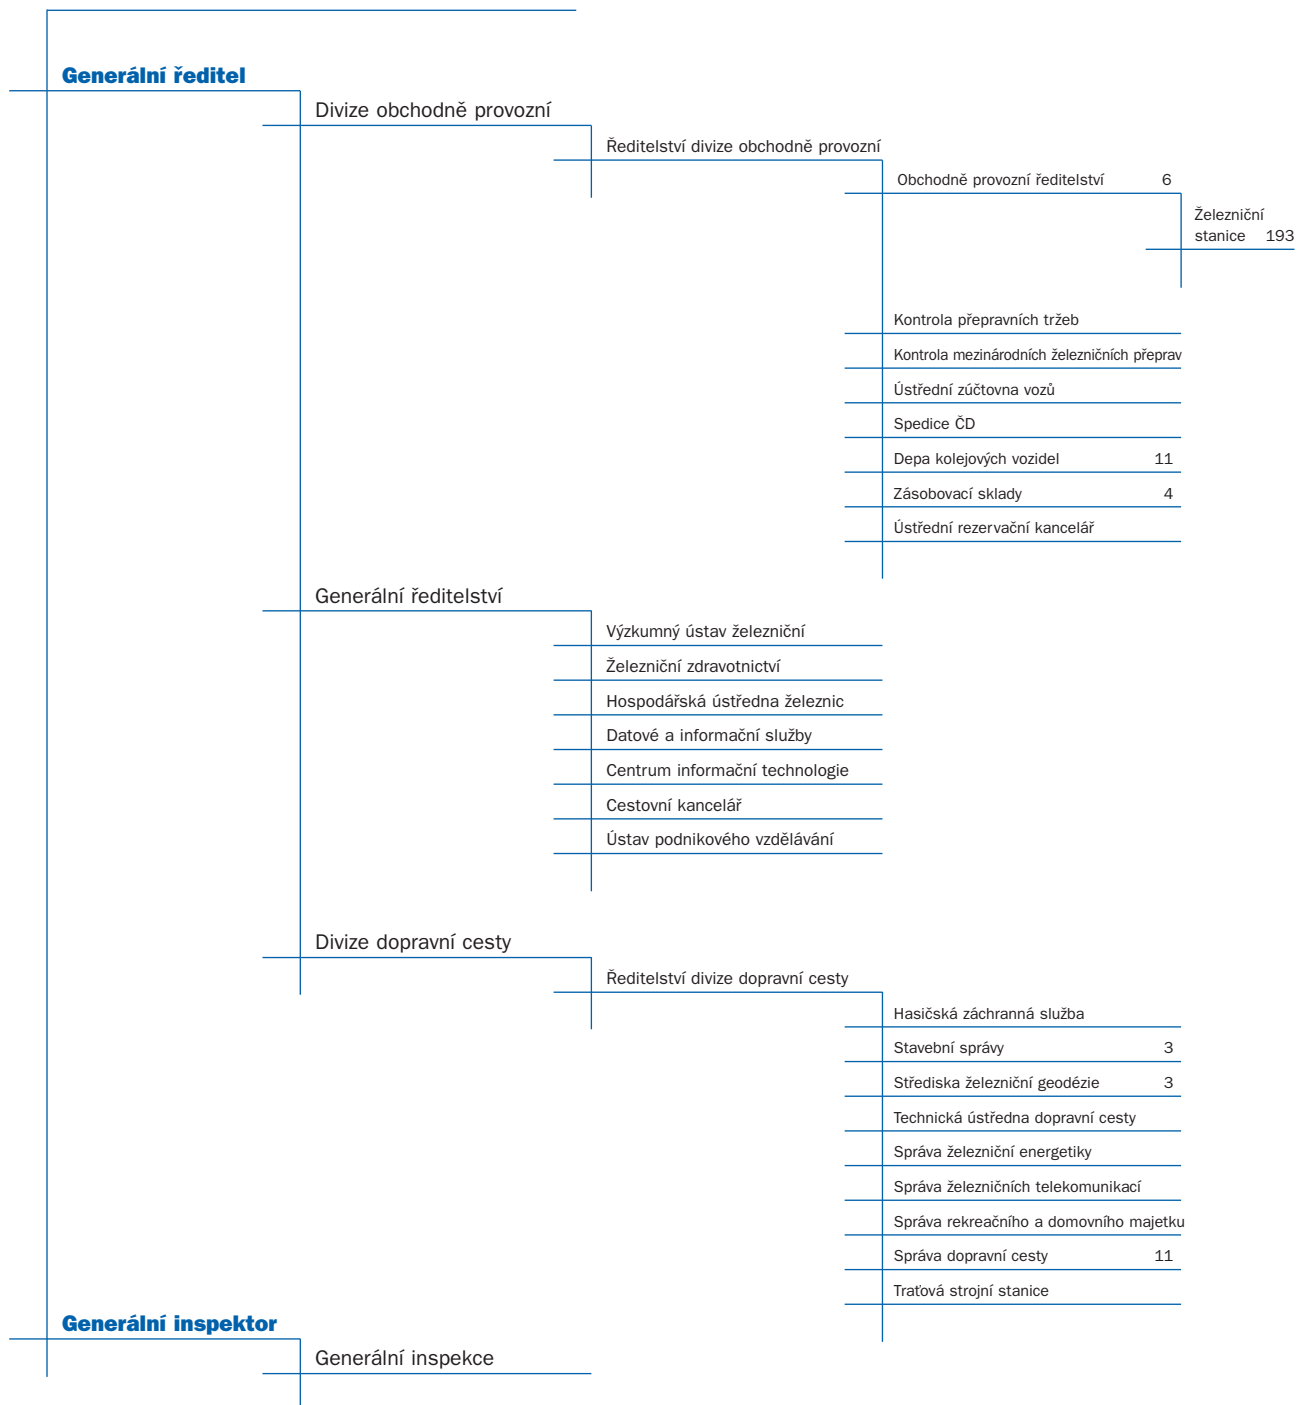 Generální ředitel
Divize obchodně provozní
Ředitelství divize obchodně provozní
Obchodně provozní ředitelství 6
Železniční
stanice 193
Kontrola přepravních tržeb
Kontrola mezinárodních železničních přeprav
Ústřední zúčtovna vozů
Spedice ČD
Depa kolejových vozidel 11
Zásobovací sklady 4
Ústřední rezervační kancelář
Generální ředitelství
Výzkumný ústav železniční
Železniční zdravotnictví
Hospodářská ústředna železnic
Datové a informační služby
Centrum informační technologie
Cestovní kancelář
Ústav podnikového vzdělávání
Divize dopravní cesty
Ředitelství divize dopravní cesty
Hasičská záchranná služba
Stavební správy 3
Střediska železniční geodézie 3
Technická ústředna dopravní cesty
Správa železniční energetiky
Správa železničních telekomunikací
Správa rekreačního a domovního majetku
Správa dopravní cesty 11
Traťová strojní stanice
Generální inspektor
Generální inspekce